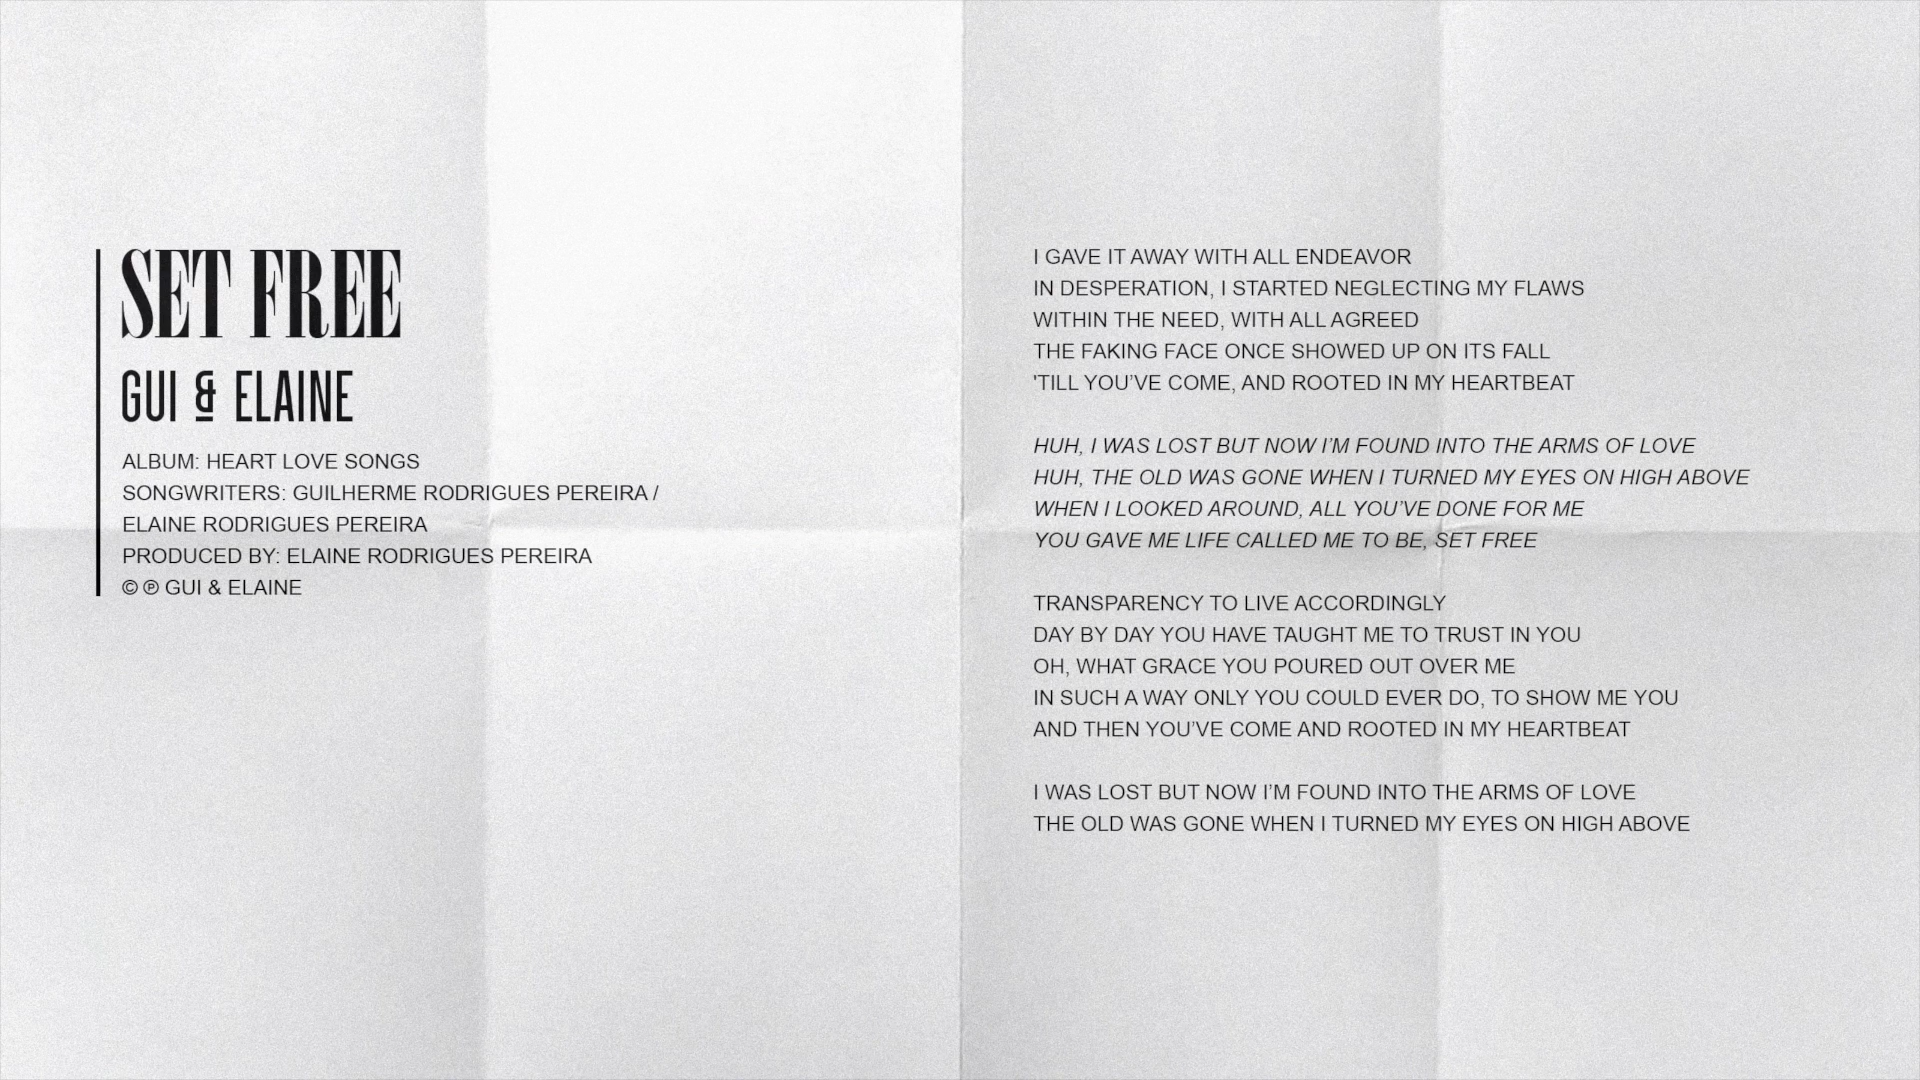 SET FREE
GUI & ELAINE
ALBUM: HEART LOVE SONGS
SONGWRITERS: GUILHERME RODRIGUES PEREIRA /
ELAINE RODRIGUES PEREIRA
PRODUCED BY: ELAINE RODRIGUES PEREIRA
© ℗ GUI & ELAINE
I GAVE IT AWAY WITH ALL ENDEAVOR
IN DESPERATION, I STARTED NEGLECTING MY FLAWS
WITHIN THE NEED, WITH ALL AGREED
THE FAKING FACE ONCE SHOWED UP ON ITS FALL
'TILL YOU’VE COME, AND ROOTED IN MY HEARTBEAT
HUH, I WAS LOST BUT NOW I’M FOUND INTO THE ARMS OF LOVE
HUH, THE OLD WAS GONE WHEN I TURNED MY EYES ON HIGH ABOVE
WHEN I LOOKED AROUND, ALL YOU’VE DONE FOR ME
YOU GAVE ME LIFE CALLED ME TO BE, SET FREE
TRANSPARENCY TO LIVE ACCORDINGLY
DAY BY DAY YOU HAVE TAUGHT ME TO TRUST IN YOU
OH, WHAT GRACE YOU POURED OUT OVER ME
IN SUCH A WAY ONLY YOU COULD EVER DO, TO SHOW ME YOU
AND THEN YOU’VE COME AND ROOTED IN MY HEARTBEAT
I WAS LOST BUT NOW I’M FOUND INTO THE ARMS OF LOVE
THE OLD WAS GONE WHEN I TURNED MY EYES ON HIGH ABOVE